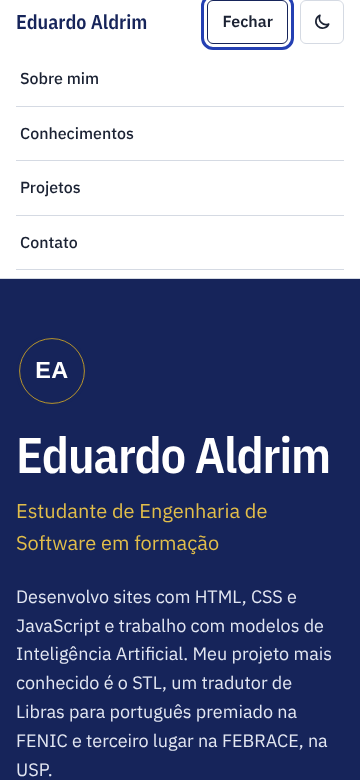 Eduardo Aldrim
Fechar
Sobre mim
Conhecimentos
Projetos
Contato
EA
Eduardo Aldrim
Estudante de Engenharia de
Software em formação
Desenvolvo sites com HTML, CSS e
JavaScript e trabalho com modelos de
Inteligência Artificial. Meu projeto mais
conhecido é o STL, um tradutor de
Libras para português premiado na
FENIC e terceiro lugar na FEBRACE, na
USP.